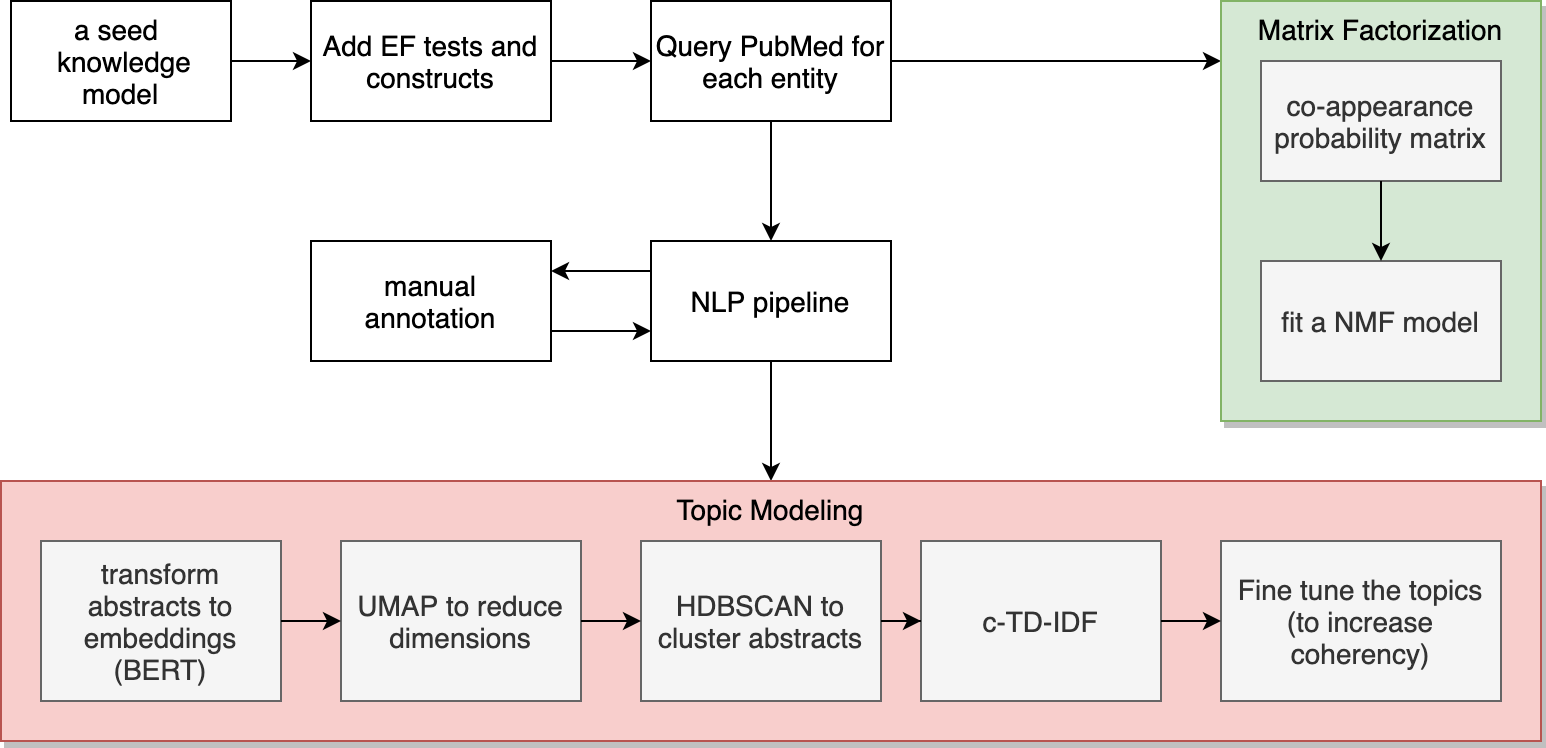 a seed
knowledge
model
Add EF tests and
constructs
Query PubMed for
each entity
Matrix Factorization
co-appearance
probability matrix
fit a NMF model
manual
annotation
NLP pipeline
Topic Modeling
transform
abstracts to
embeddings
(BERT)
UMAP to reduce
dimensions
HDBSCAN to
cluster abstracts
c-TD-IDF
Fine tune the topics
(to increase
coherency)